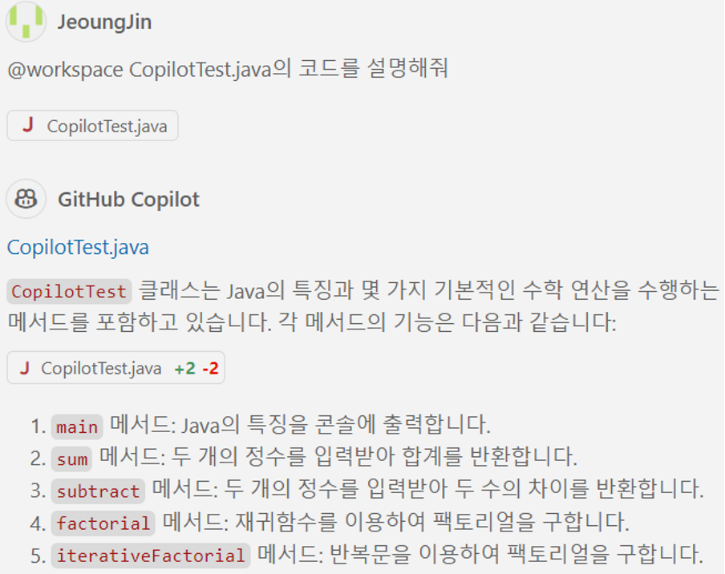 JeoungJin
@workspace CopilotTest.java의 코드를 설명해줘
J CopilotTest.java
GitHub Copilot
CopilotTest.java
CopilotTest 클래스는 Java의 특징과 몇 가지 기본적인 수학 연산을 수행하는
메서드를 포함하고 있습니다. 각 메서드의 기능은 다음과 같습니다:
J CopilotTest.java +2 -2
1. main 메서드: Java의 특징을 콘솔에 출력합니다.
2. sum 메서드: 두 개의 정수를 입력받아 합계를 반환합니다.
3. subtract 메서드: 두 개의 정수를 입력받아 두 수의 차이를 반환합니다.
4. factorial 메서드: 재귀함수를 이용하여 팩토리얼을 구합니다.
5. iterativeFactorial 메서드: 반복문을 이용하여 팩토리얼을 구합니다.